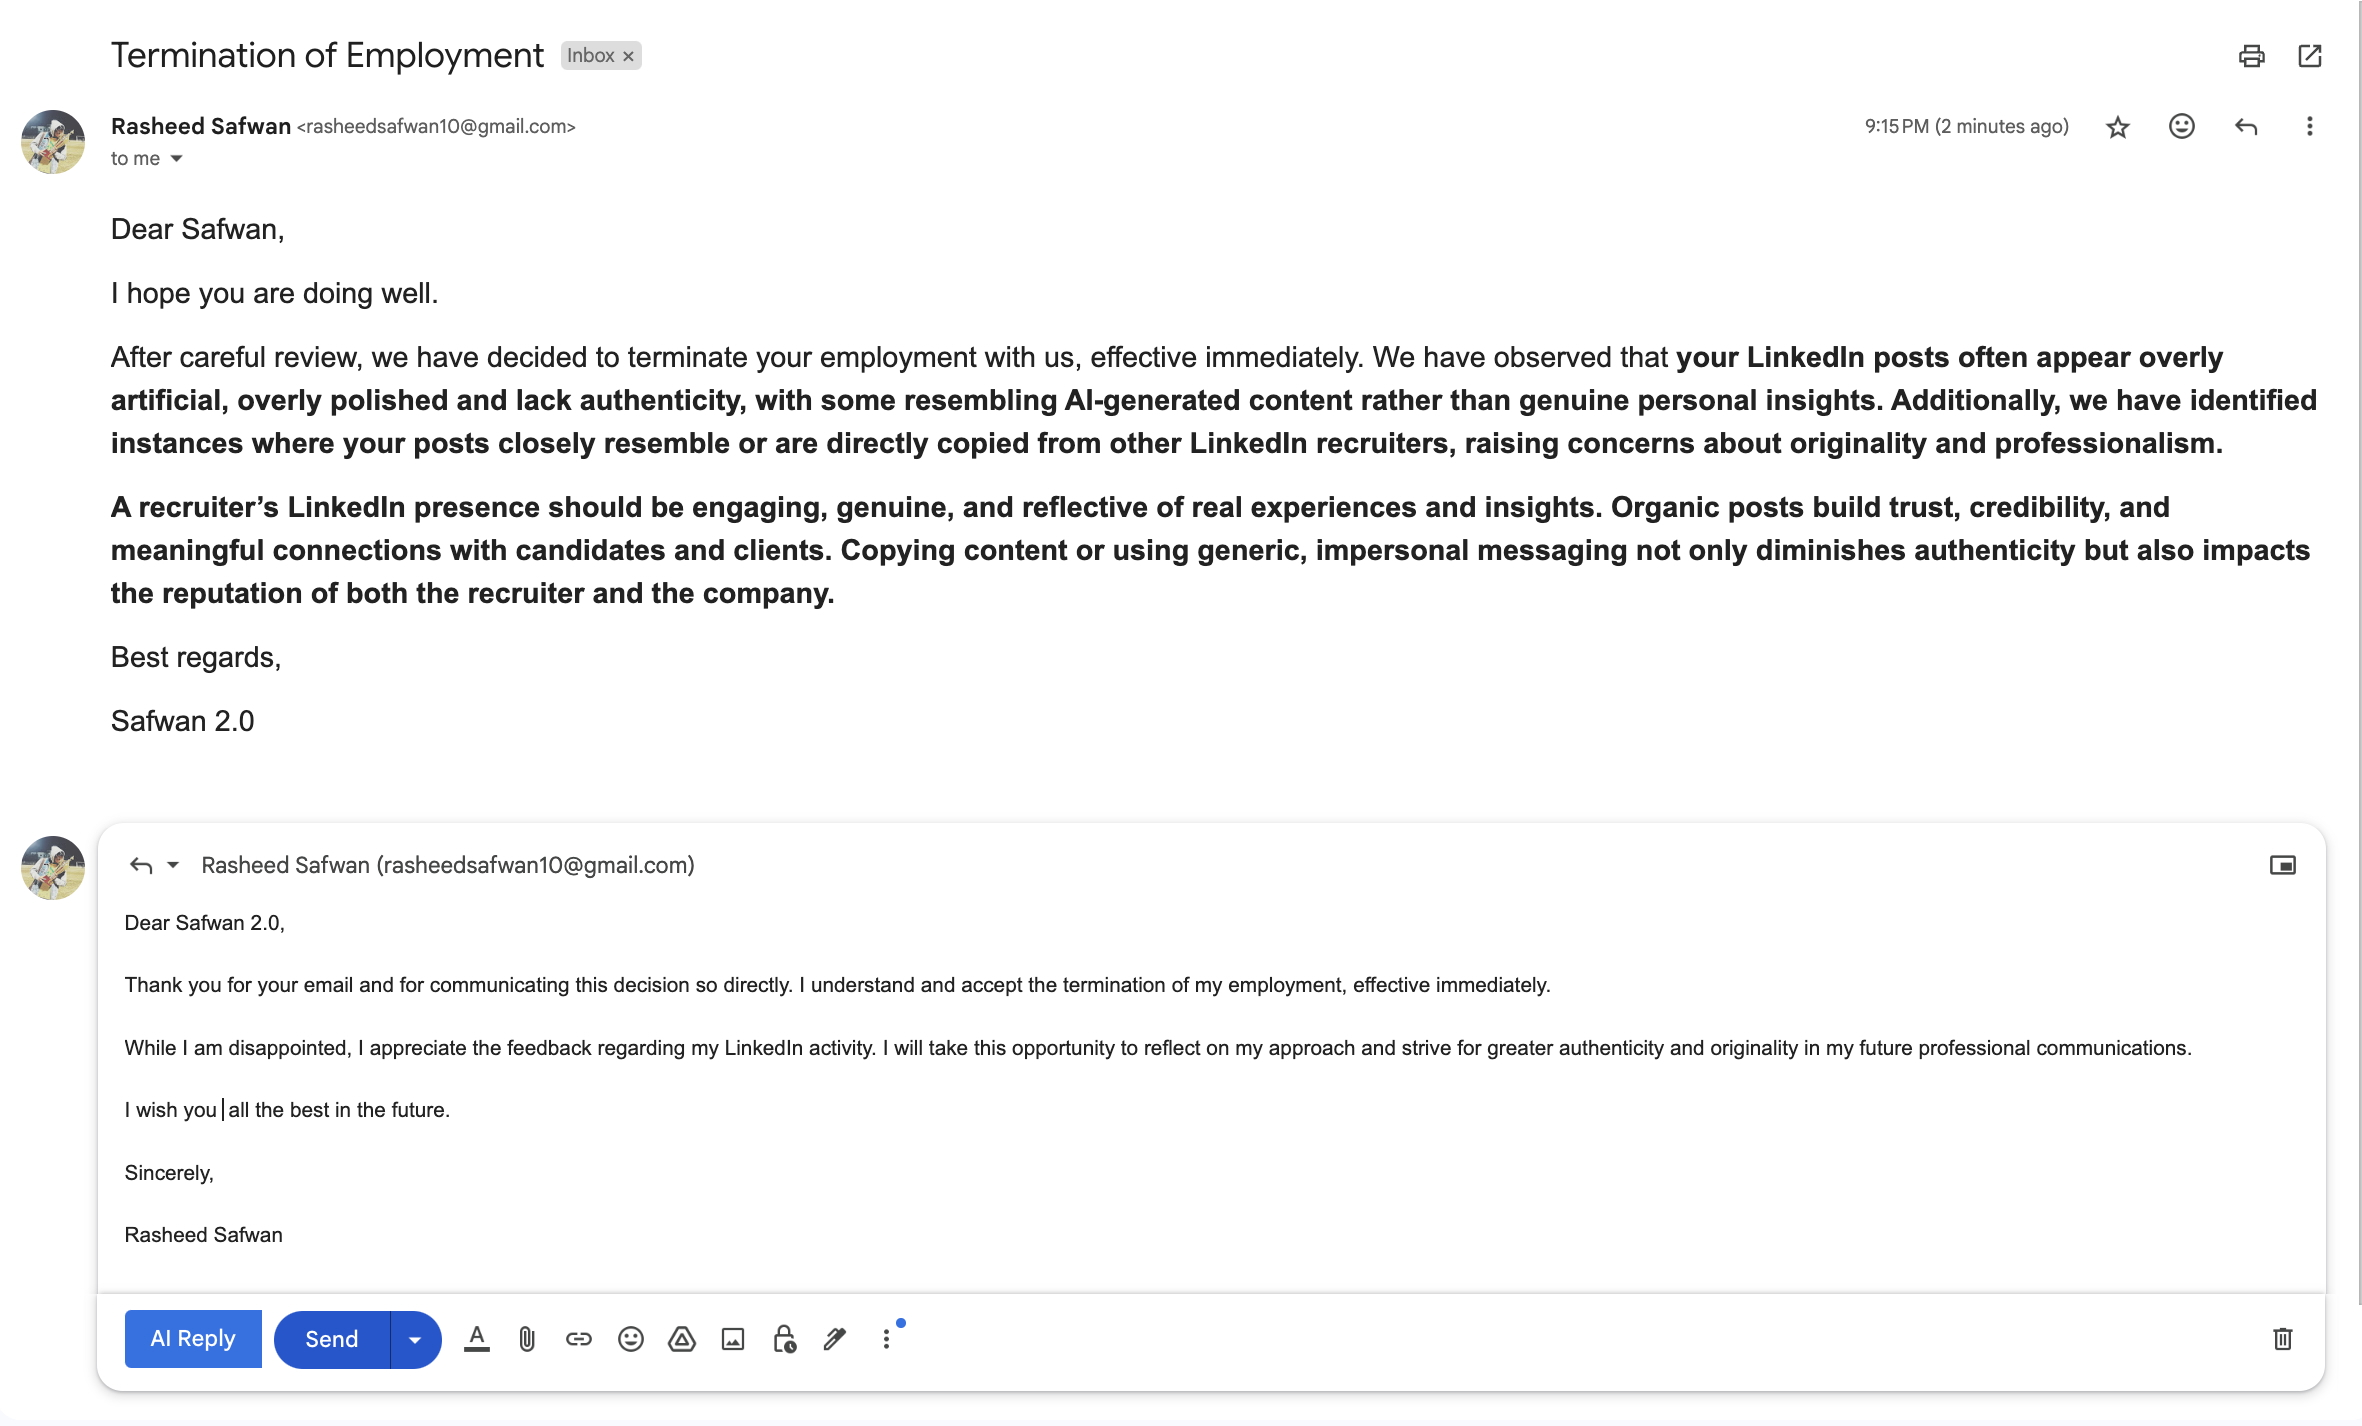 Termination of Employment Inbox ×
Rasheed Safwan <rasheedsafwan10@gmail.com> 9:15 PM (2 minutes ago)
to me
Dear Safwan,
I hope you are doing well.
After careful review, we have decided to terminate your employment with us, effective immediately. We have observed that your LinkedIn posts often appear overly
artificial, overly polished and lack authenticity, with some resembling AI-generated content rather than genuine personal insights. Additionally, we have identified
instances where your posts closely resemble or are directly copied from other LinkedIn recruiters, raising concerns about originality and professionalism.
A recruiter’s LinkedIn presence should be engaging, genuine, and reflective of real experiences and insights. Organic posts build trust, credibility, and
meaningful connections with candidates and clients. Copying content or using generic, impersonal messaging not only diminishes authenticity but also impacts
the reputation of both the recruiter and the company.
Best regards,
Safwan 2.0
Rasheed Safwan (rasheedsafwan10@gmail.com)
Dear Safwan 2.0,
Thank you for your email and for communicating this decision so directly. I understand and accept the termination of my employment, effective immediately.
While I am disappointed, I appreciate the feedback regarding my LinkedIn activity. I will take this opportunity to reflect on my approach and strive for greater authenticity and originality in my future professional communications.
I wish you all the best in the future.
Sincerely,
Rasheed Safwan
AI Reply Send A